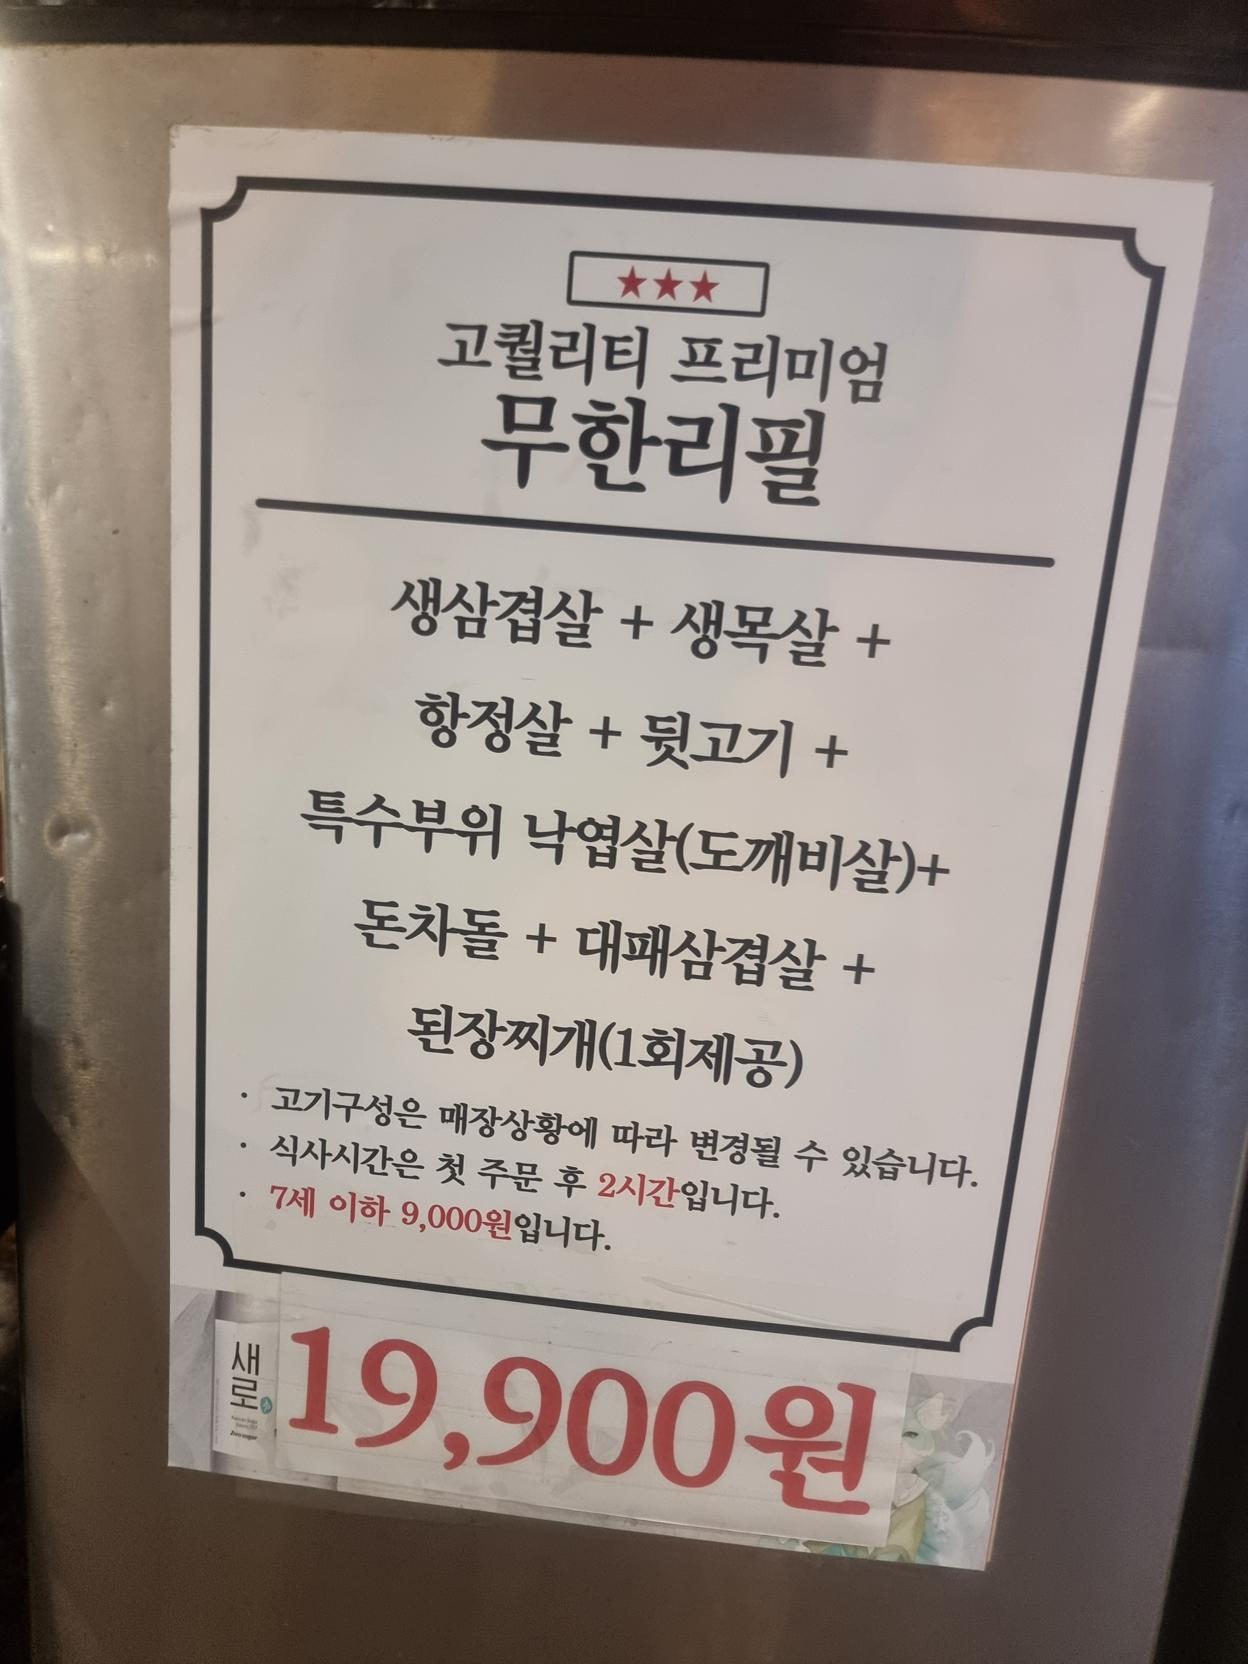 ★★★
고퀄리티 프리미엄
무한리필
생삼겹살 + 생목살 +
항정살 + 뒷고기 +
특수부위 낙엽살(도깨비살)+
돈차돌 + 대패삼겹살 +
된장찌개(1회제공)
· 고기구성은 매장상황에 따라 변경될 수 있습니다.
· 식사시간은 첫 주문 후 2시간입니다.
· 7세 이하 9,000원입니다.
새로
19,900원